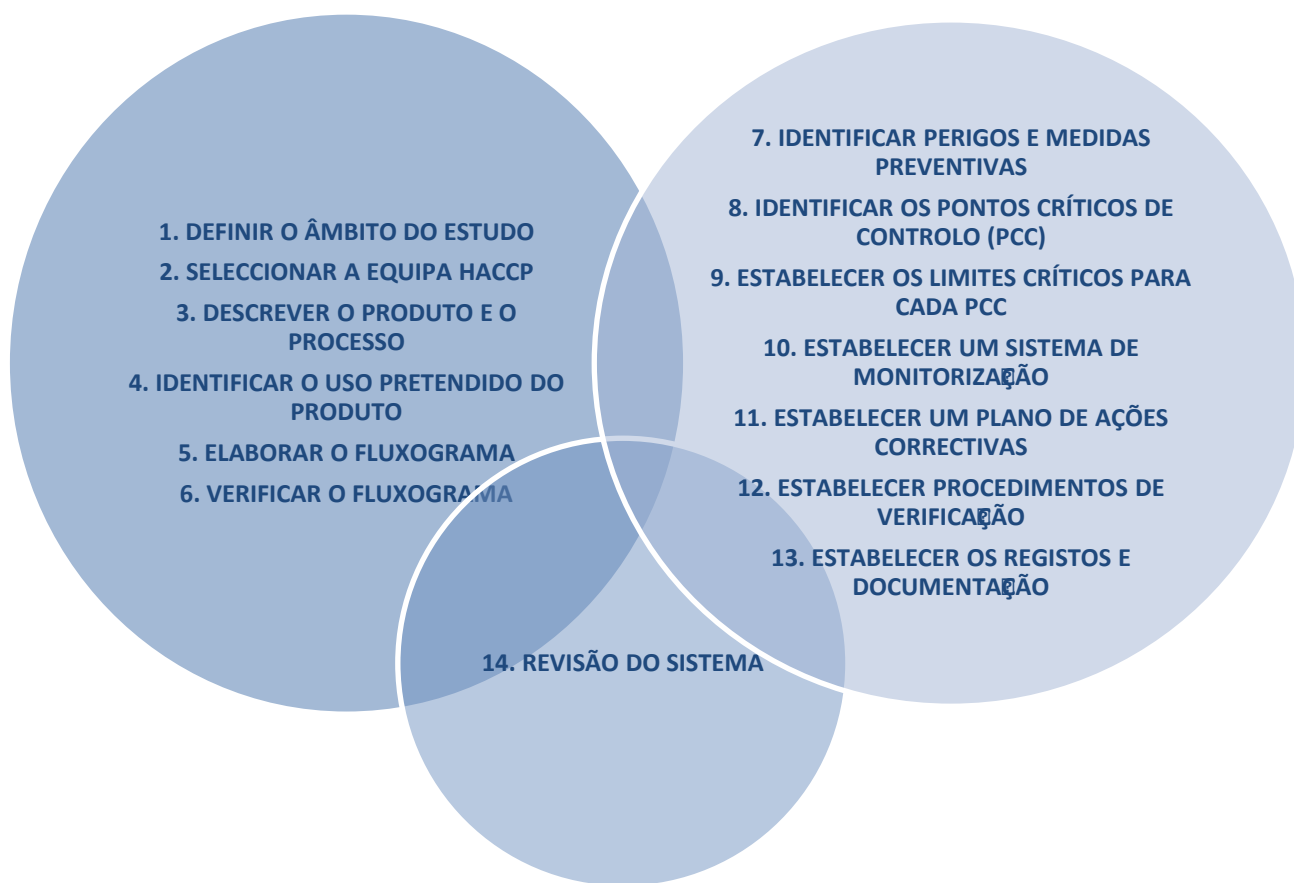 1. DEFINIR O ÂMBITO DO ESTUDO
2. SELECCIONAR A EQUIPA HACCP
3. DESCREVER O PRODUTO E O
PROCESSO
4. IDENTIFICAR O USO PRETENDIDO DO
PRODUTO
5. ELABORAR O FLUXOGRAMA
6. VERIFICAR O FLUXOGRAMA
7. IDENTIFICAR PERIGOS E MEDIDAS
PREVENTIVAS
8. IDENTIFICAR OS PONTOS CRÍTICOS DE
CONTROLO (PCC)
9. ESTABELECER OS LIMITES CRÍTICOS PARA
CADA PCC
10. ESTABELECER UM SISTEMA DE
MONITORIZAÇÃO
11. ESTABELECER UM PLANO DE AÇÕES
CORRECTIVAS
12. ESTABELECER PROCEDIMENTOS DE
VERIFICAÇÃO
13. ESTABELECER OS REGISTOS E
DOCUMENTAÇÃO
14. REVISÃO DO SISTEMA